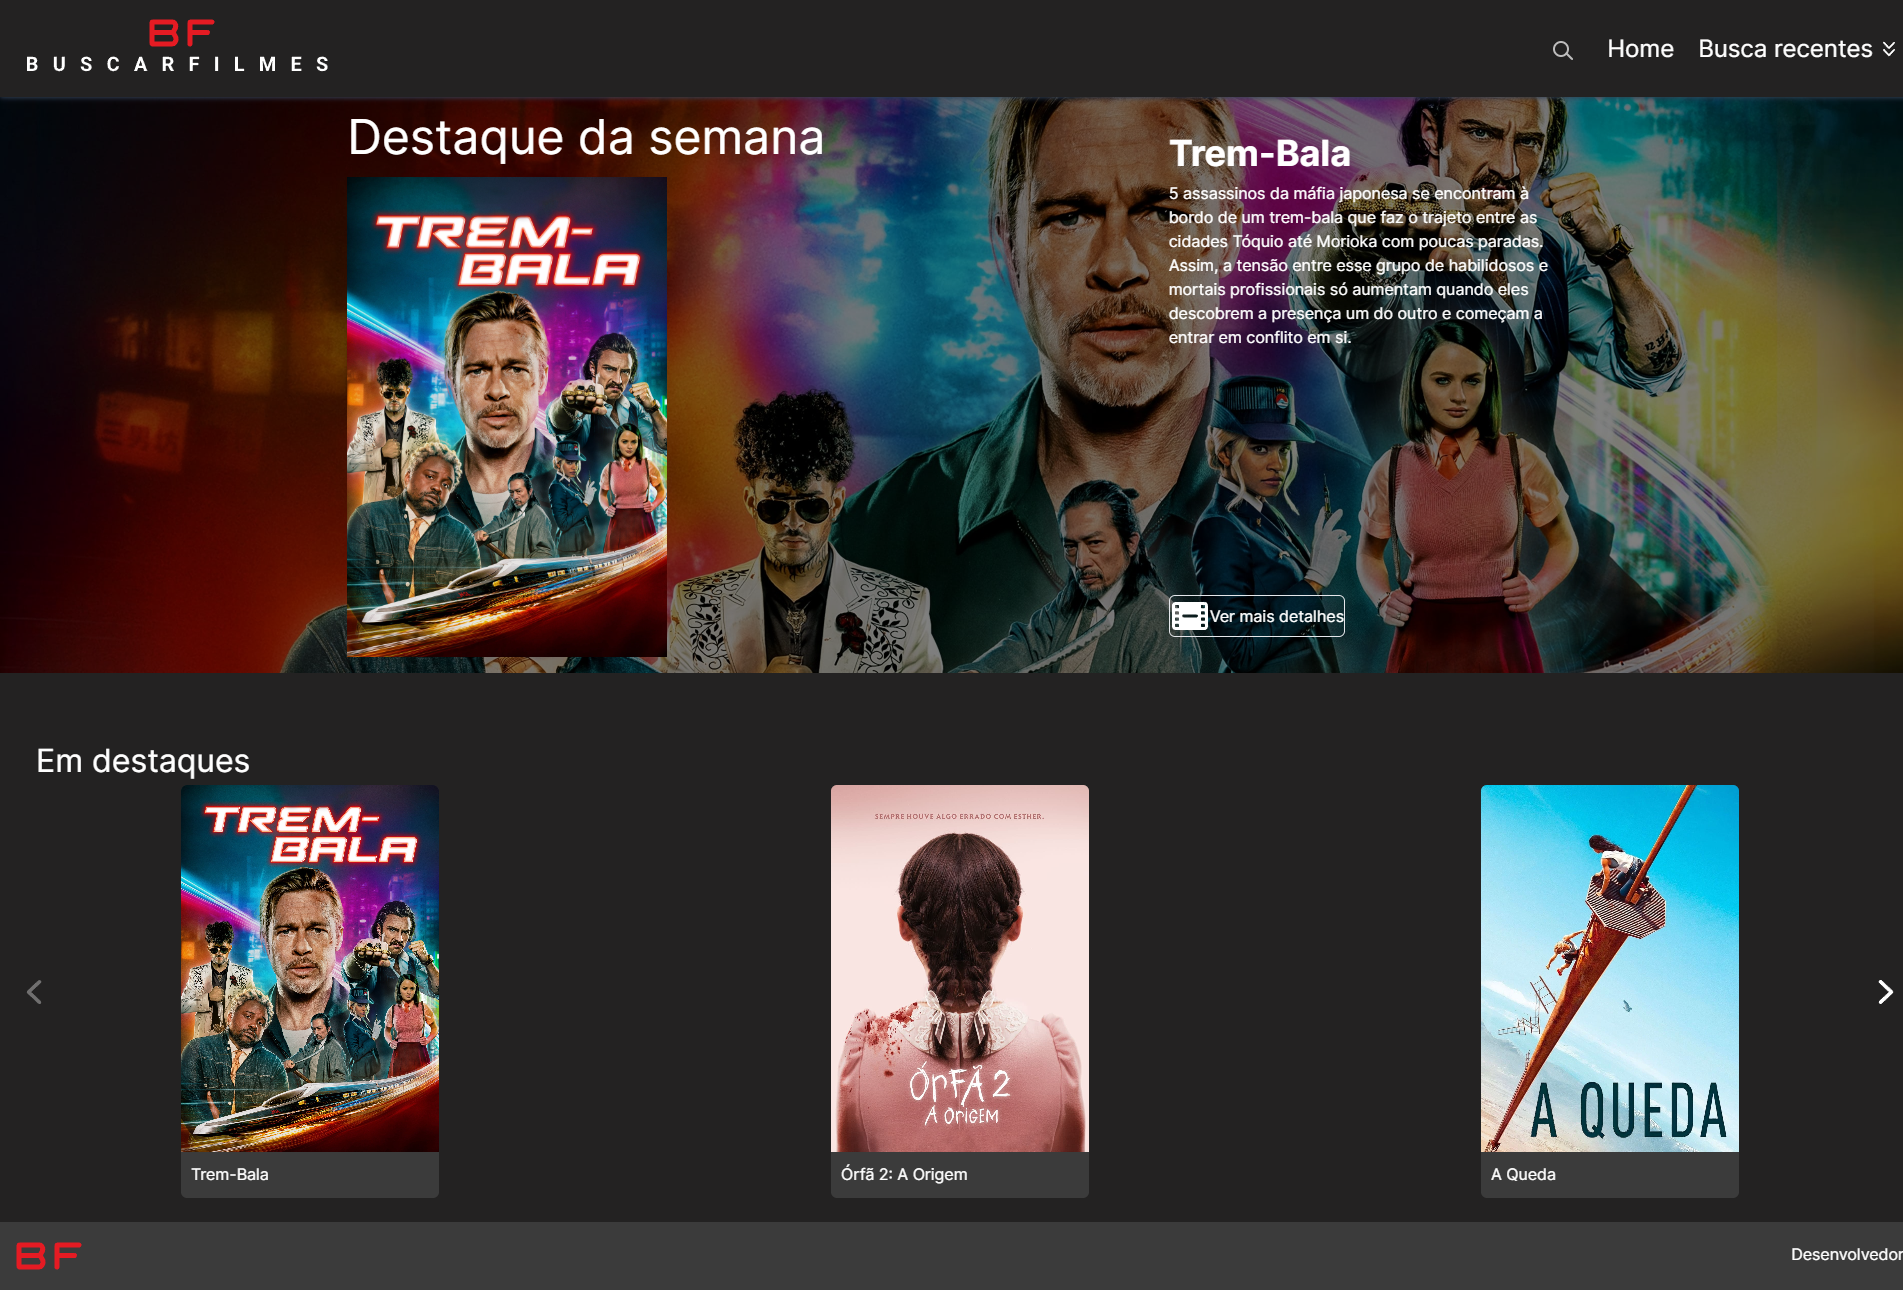 BF
BUSCARFILMES
Home
Busca recentes
Destaque da semana
TREM-
BALA
Trem-Bala
5 assassinos da máfia japonesa se encontram à
bordo de um trem-bala que faz o trajeto entre as
cidades Tóquio até Morioka com poucas paradas.
Assim, a tensão entre esse grupo de habilidosos e
mortais profissionais só aumentam quando eles
descobrem a presença um do outro e começam a
entrar em conflito em si.
Ver mais detalhes
Em destaques
TREM-
BALA
Trem-Bala
SEMPRE HOUVE ALGO ERRADO COM ESTHER.
ÓRFÃ 2
A ORIGEM
Órfã 2: A Origem
A QUEDA
A Queda
BF
Desenvolvedor